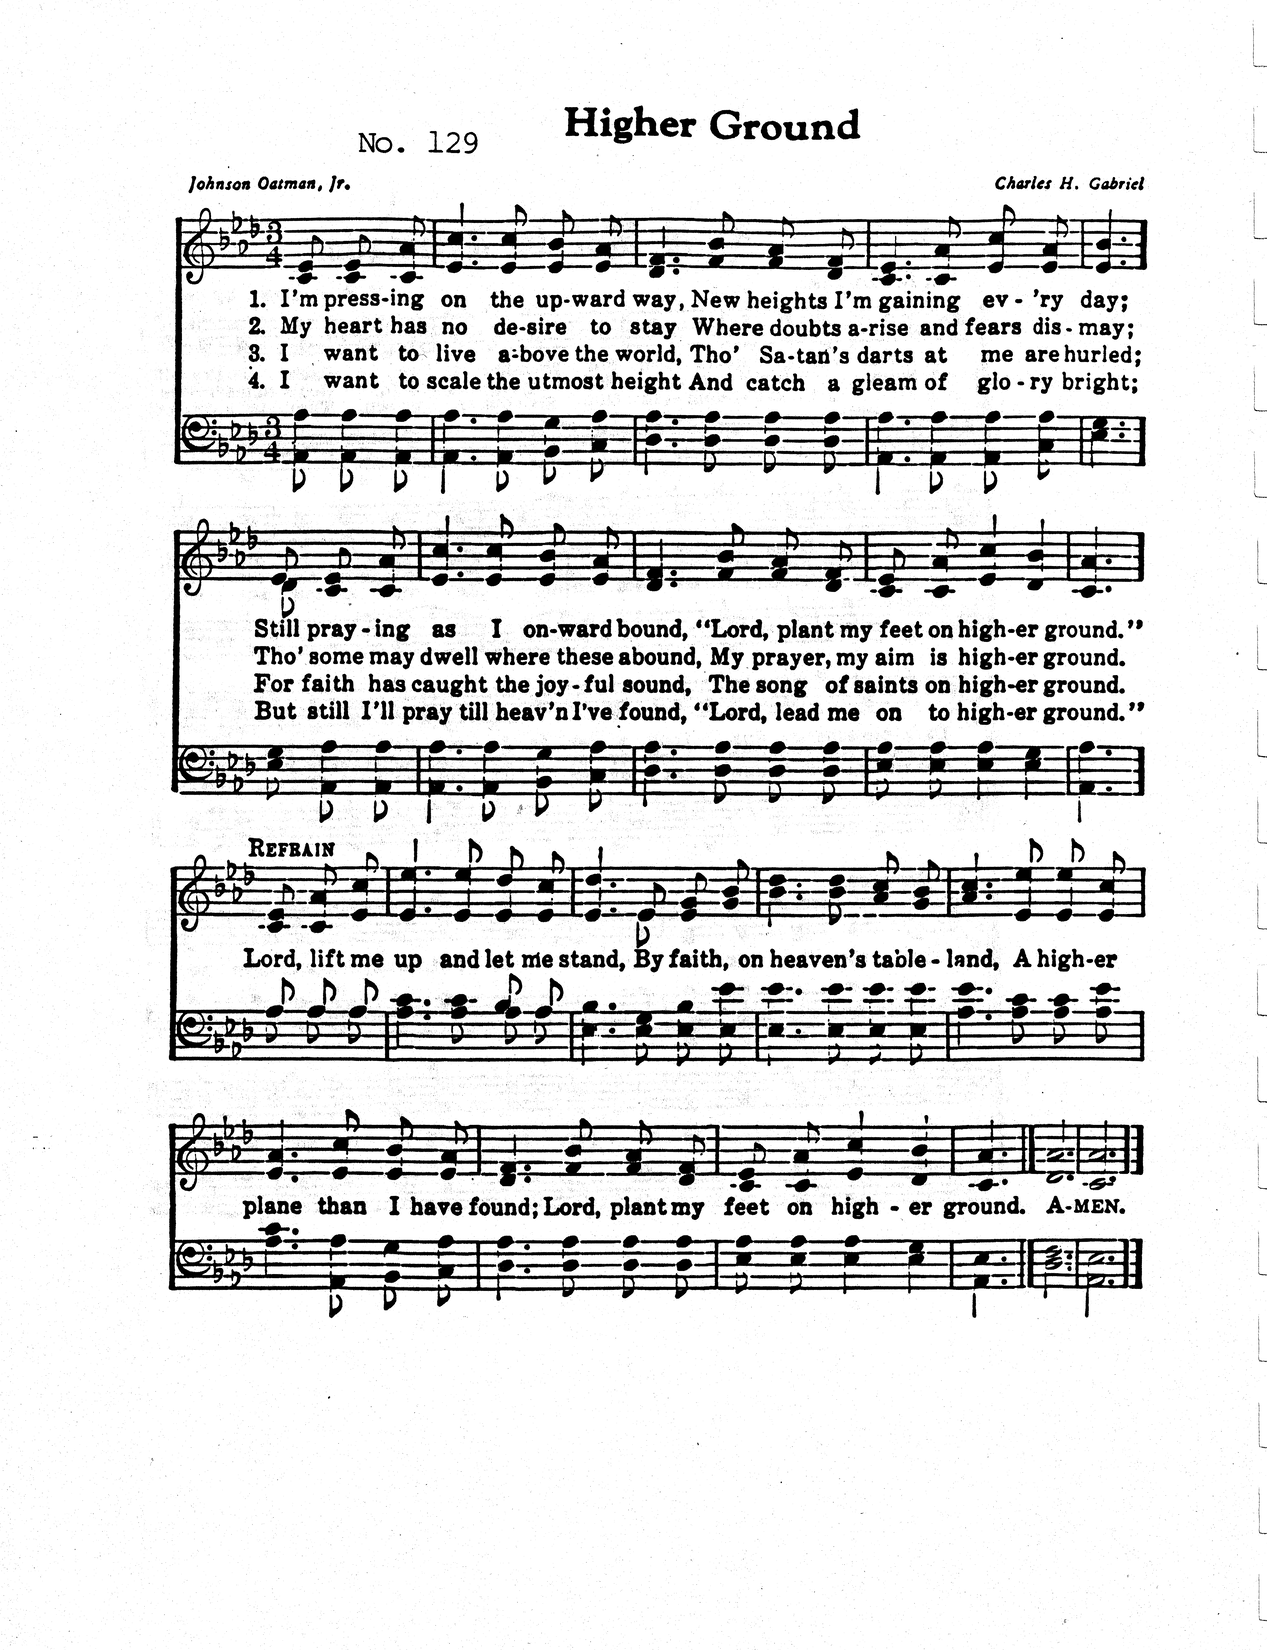 Higher Ground
No. 129
Johnson Oatman, Jr.
Charles H. Gabriel
3
4
1. I'm press-ing on the up-ward way, New heights I'm gaining ev - 'ry day;
2. My heart has no de-sire to stay Where doubts a-rise and fears dis - may;
3. I want to live a-bove the world, Tho' Sa-tan's darts at me are hurled;
4. I want to scale the utmost height And catch a gleam of glo - ry bright;
3
4
Still pray - ing as I on-ward bound, "Lord, plant my feet on high-er ground."
Tho' some may dwell where these abound, My prayer, my aim is high-er ground.
For faith has caught the joy - ful sound, The song of saints on high-er ground.
But still I'll pray till heav'n I've found, "Lord, lead me on to high-er ground."
REFRAIN
Lord, lift me up and let me stand, By faith, on heaven's table - land, A high-er
plane than I have found; Lord, plant my feet on high - er ground. A-MEN.